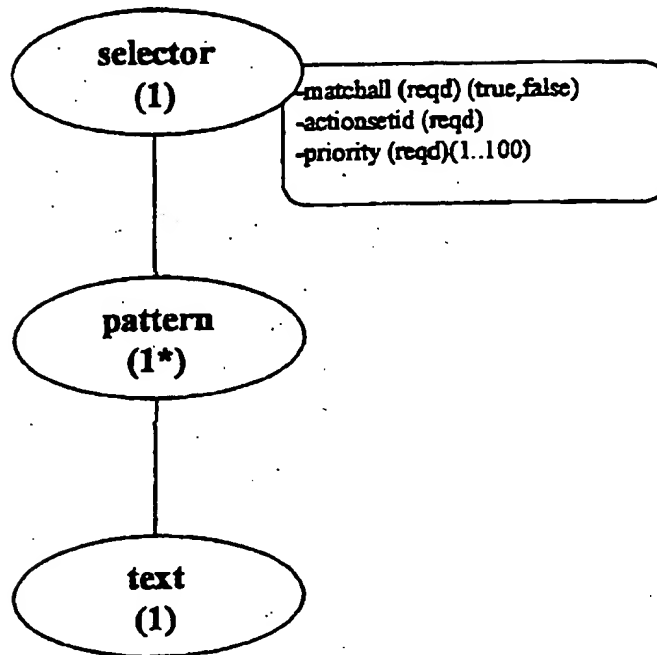 selector
(1)
-matchall (reqd) (true,false)
-actionsetid (reqd)
-priority (reqd)(1..100)
pattern
(1*)
text
(1)